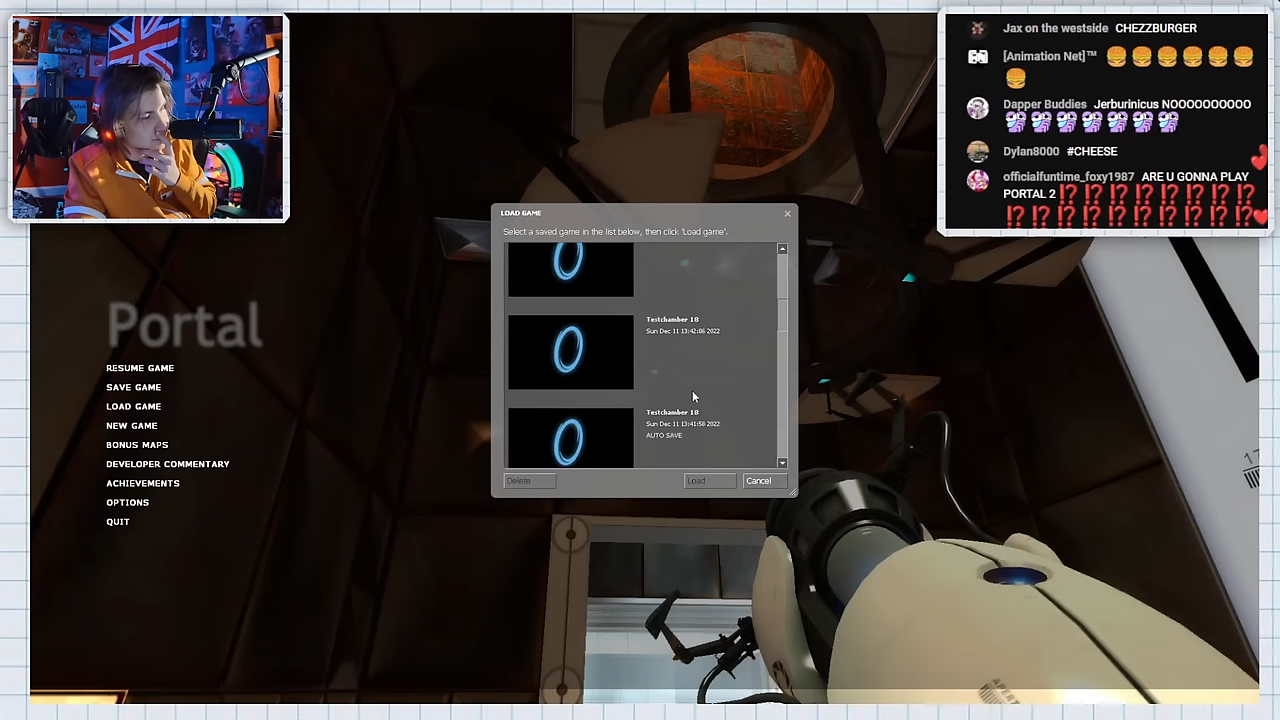 Jax on the westside CHEZZBURGER
[Animation Net]™
Dapper Buddies Jerburinicus NOOOOOOOOOO
Dylan8000 #CHEESE
officialfuntime_foxy1987 ARE U GONNA PLAY
PORTAL 2 ⁉️⁉️⁉️⁉️⁉️⁉️⁉️⁉️
⁉️⁉️⁉️⁉️⁉️⁉️⁉️⁉️⁉️⁉️
LOAD GAME
Select a saved game in the list below, then click 'Load game'.
Testchamber 18
Sun Dec 11 13:42:06 2022
Testchamber 18
Sun Dec 11 13:41:58 2022
AUTO SAVE
Delete
Load
Cancel
Portal
RESUME GAME
SAVE GAME
LOAD GAME
NEW GAME
BONUS MAPS
DEVELOPER COMMENTARY
ACHIEVEMENTS
OPTIONS
QUIT